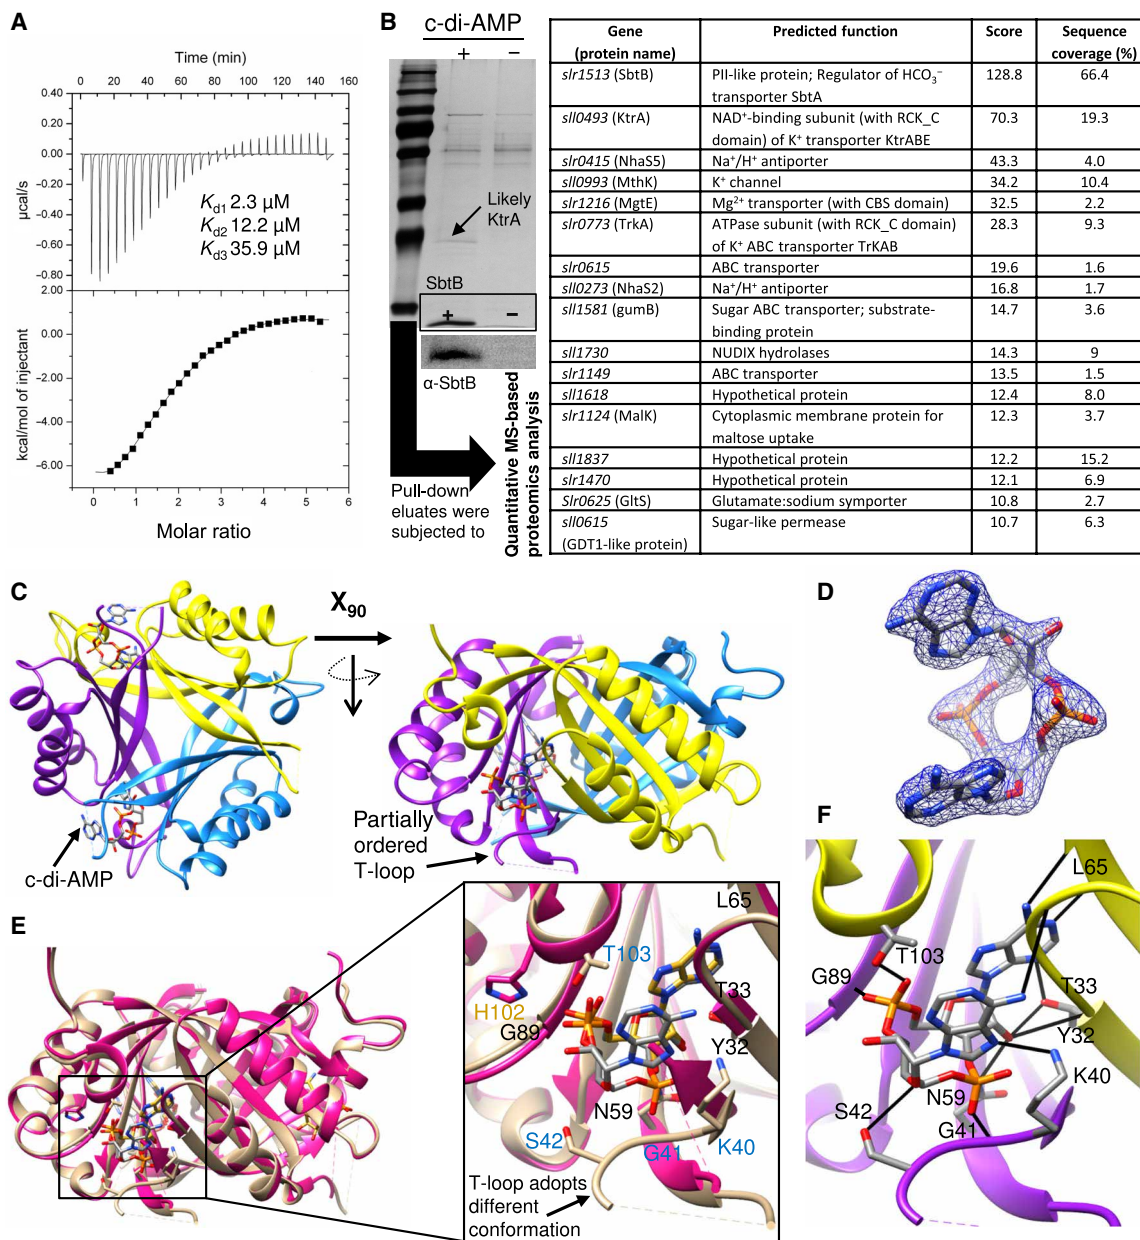 A
Time (min)
0 20 40 60 80 100 120 140 160
0.40
0.20
0.00
−0.20
−0.40
−0.60
−0.80
µcal/s
Kd1 2.3 µM
Kd2 12.2 µM
Kd3 35.9 µM
2.00
0.00
−2.00
−4.00
−6.00
kcal/mol of injectant
0 1 2 3 4 5 6
Molar ratio
B
c-di-AMP
+ −
Likely
KtrA
SbtB
+ −
α-SbtB
Pull-down
eluates were
subjected to
Quantitative MS-based
proteomics analysis
Gene Predicted function Score Sequence
(protein name) coverage (%)
slr1513 (SbtB) PII-like protein; Regulator of HCO3− 128.8 66.4
transporter SbtA
sll0493 (KtrA) NAD+-binding subunit (with RCK_C 70.3 19.3
domain) of K+ transporter KtrABE
slr0415 (NhaS5) Na+/H+ antiporter 43.3 4.0
sll0993 (MthK) K+ channel 34.2 10.4
slr1216 (MgtE) Mg2+ transporter (with CBS domain) 32.5 2.2
slr0773 (TrkA) ATPase subunit (with RCK_C domain) 28.3 9.3
of K+ ABC transporter TrKAB
slr0615 ABC transporter 19.6 1.6
sll0273 (NhaS2) Na+/H+ antiporter 16.8 1.7
sll1581 (gumB) Sugar ABC transporter; substrate- 14.7 3.6
binding protein
sll1730 NUDIX hydrolases 14.3 9
slr1149 ABC transporter 13.5 1.5
sll1618 Hypothetical protein 12.4 8.0
slr1124 (MalK) Cytoplasmic membrane protein for 12.3 3.7
maltose uptake
sll1837 Hypothetical protein 12.2 15.2
slr1470 Hypothetical protein 12.1 6.9
Slr0625 (GltS) Glutamate:sodium symporter 10.8 2.7
sll0615 Sugar-like permease 10.7 6.3
(GDT1-like protein)
C
X90
c-di-AMP
Partially
ordered
T-loop
D
E
L65
T103
H102
G89
T33
Y32
N59
S42
G41
K40
T-loop adopts
different
conformation
F
L65
T103
G89
T33
Y32
K40
N59
S42
G41